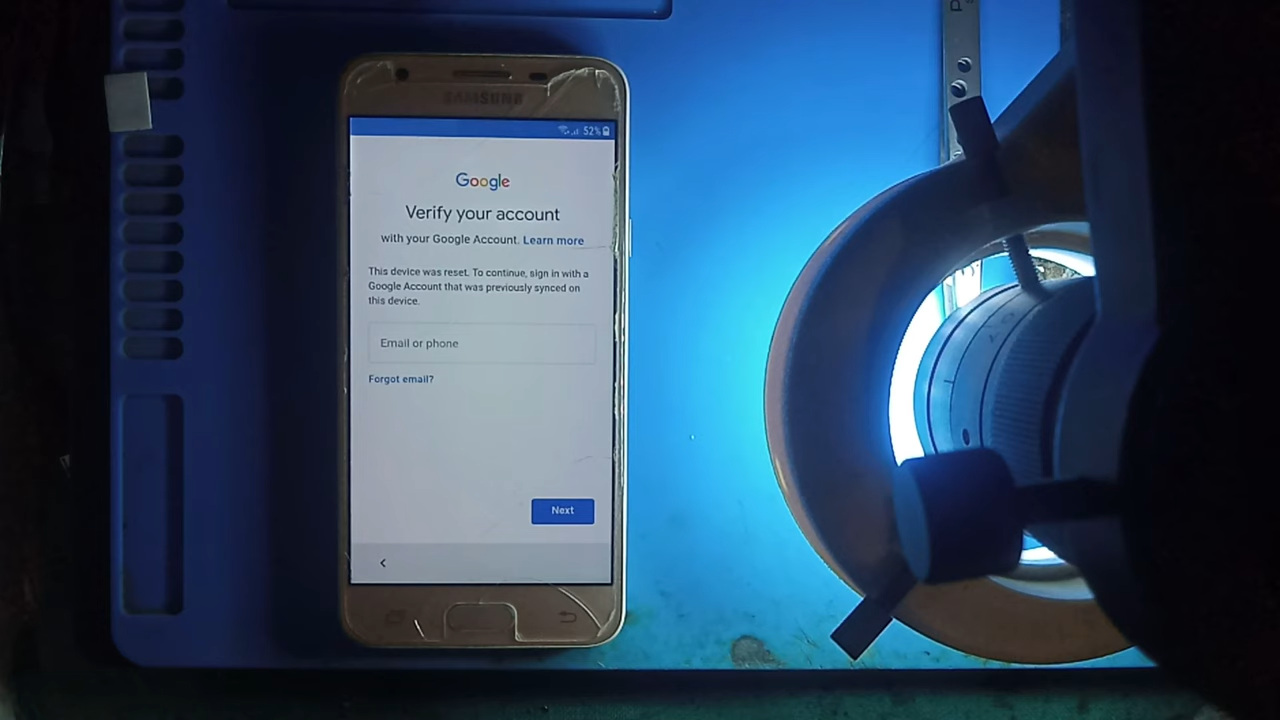 SAMSUNG
52%
Google
Verify your account
with your Google Account. Learn more
This device was reset. To continue, sign in with a
Google Account that was previously synced on
this device.
Email or phone
Forgot email?
Next